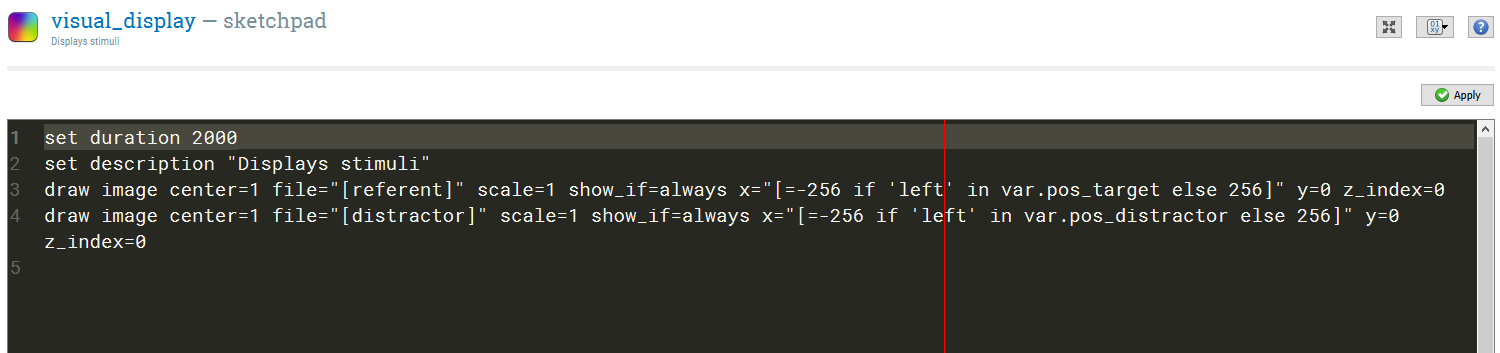 visual_display — sketchpad
Displays stimuli
01
xy
?
Apply
1 set duration 2000
2 set description "Displays stimuli"
3 draw image center=1 file="[referent]" scale=1 show_if=always x="[=-256 if 'left' in var.pos_target else 256]" y=0 z_index=0
4 draw image center=1 file="[distractor]" scale=1 show_if=always x="[=-256 if 'left' in var.pos_distractor else 256]" y=0
z_index=0
5